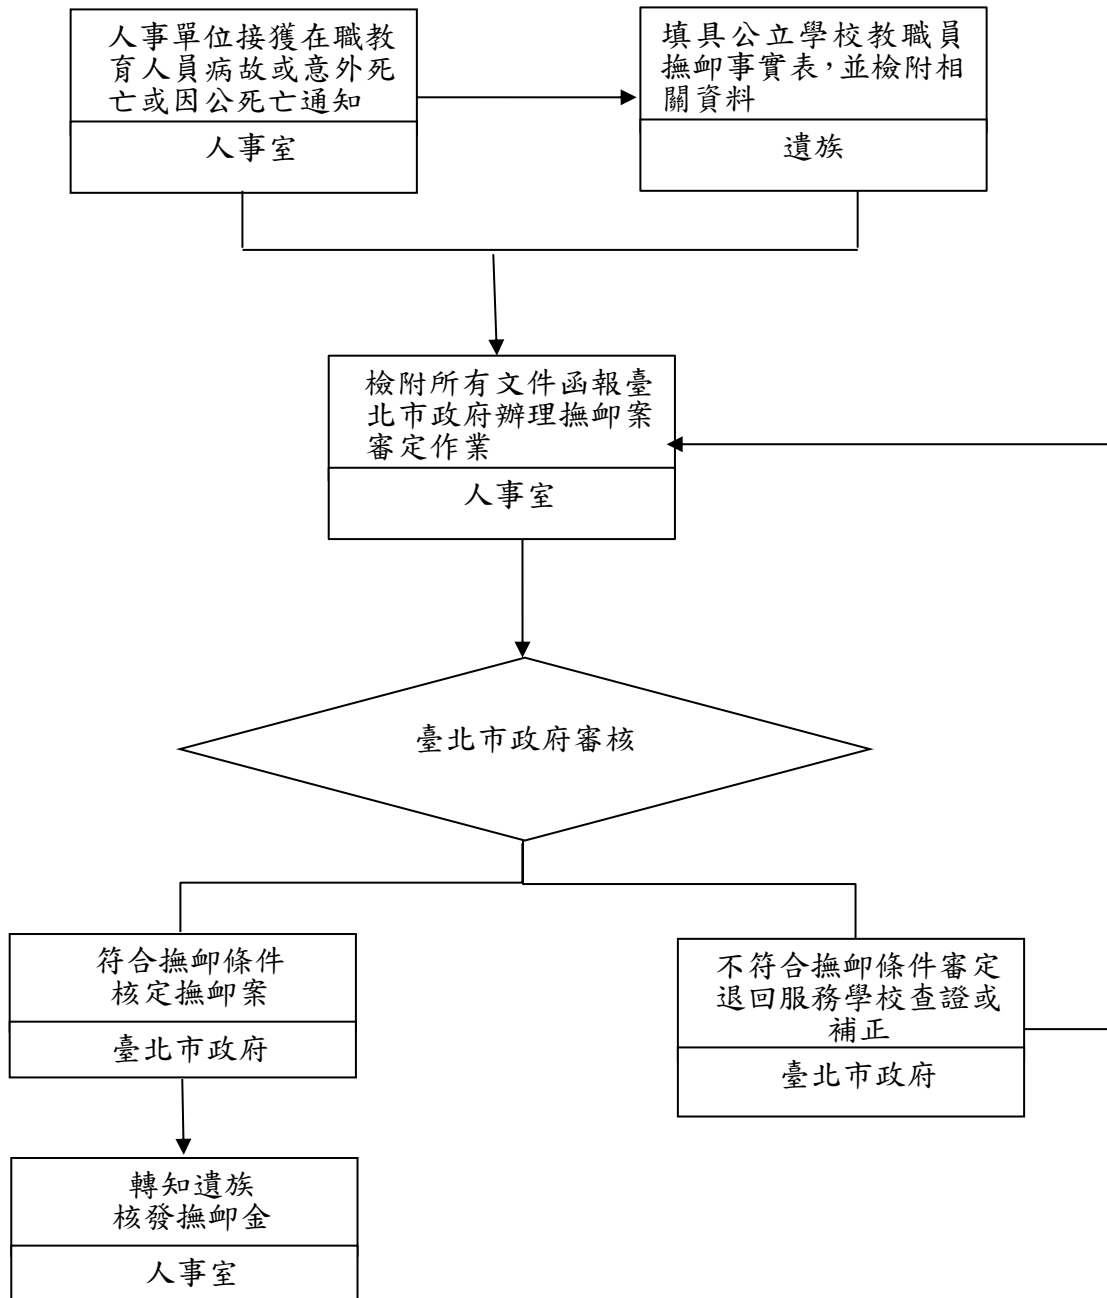 人事單位接獲在職教
育人員病故或意外死
亡或因公死亡通知
人事室
填具公立學校教職員
撫卹事實表，並檢附相
關資料
遺族
檢附所有文件函報臺
北市政府辦理撫卹案
審定作業
人事室
臺北市政府審核
符合撫卹條件
核定撫卹案
臺北市政府
不符合撫卹條件審定
退回服務學校查證或
補正
臺北市政府
轉知遺族
核發撫卹金
人事室